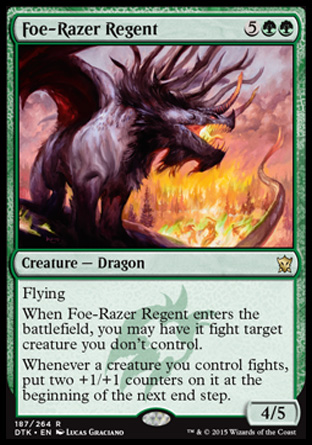 Foe-Razer Regent 5
Creature — Dragon
Flying
When Foe-Razer Regent enters the
battlefield, you may have it fight target
creature you don't control.
Whenever a creature you control fights,
put two +1/+1 counters on it at the
beginning of the next end step.
4/5
187/264 R
DTK • EN Lucas Graciano ™ & © 2015 Wizards of the Coast